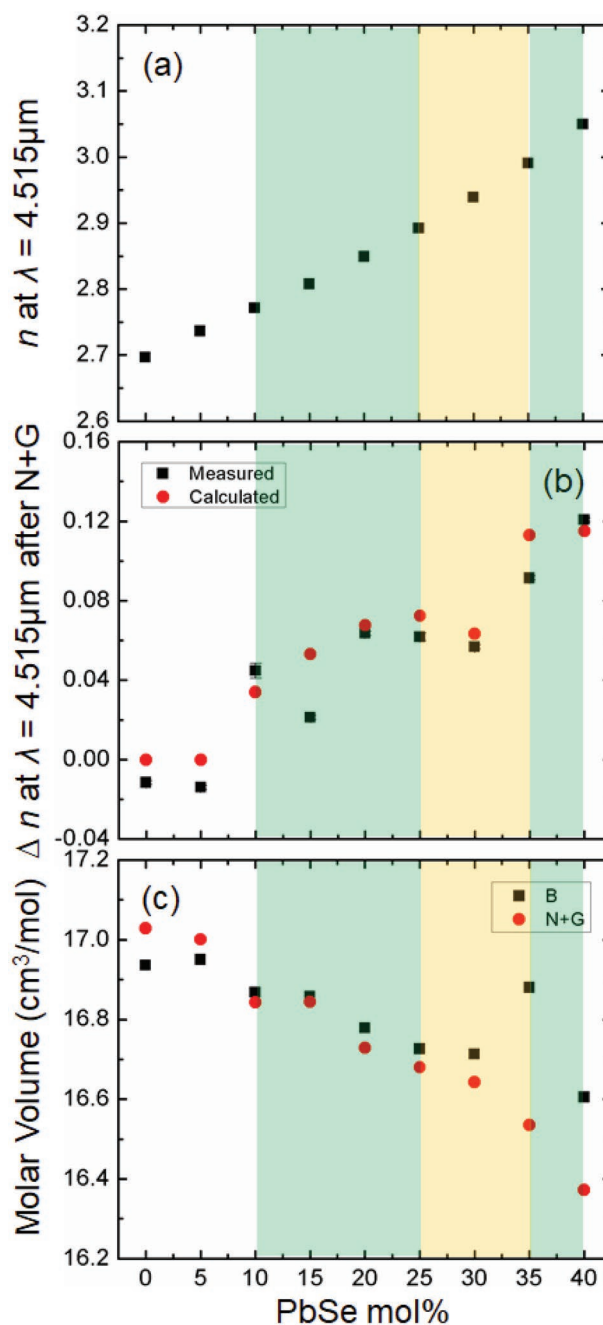 3.2
3.1
3.0
2.9
2.8
2.7
2.6
n at λ = 4.515μm
(a)
0.16
0.12
0.08
0.04
0.00
-0.04
Δ n at λ = 4.515μm after N+G
Measured
Calculated
(b)
17.2
17.0
16.8
16.6
16.4
16.2
Molar Volume (cm³/mol)
(c)
B
N+G
0 5 10 15 20 25 30 35 40
PbSe mol%